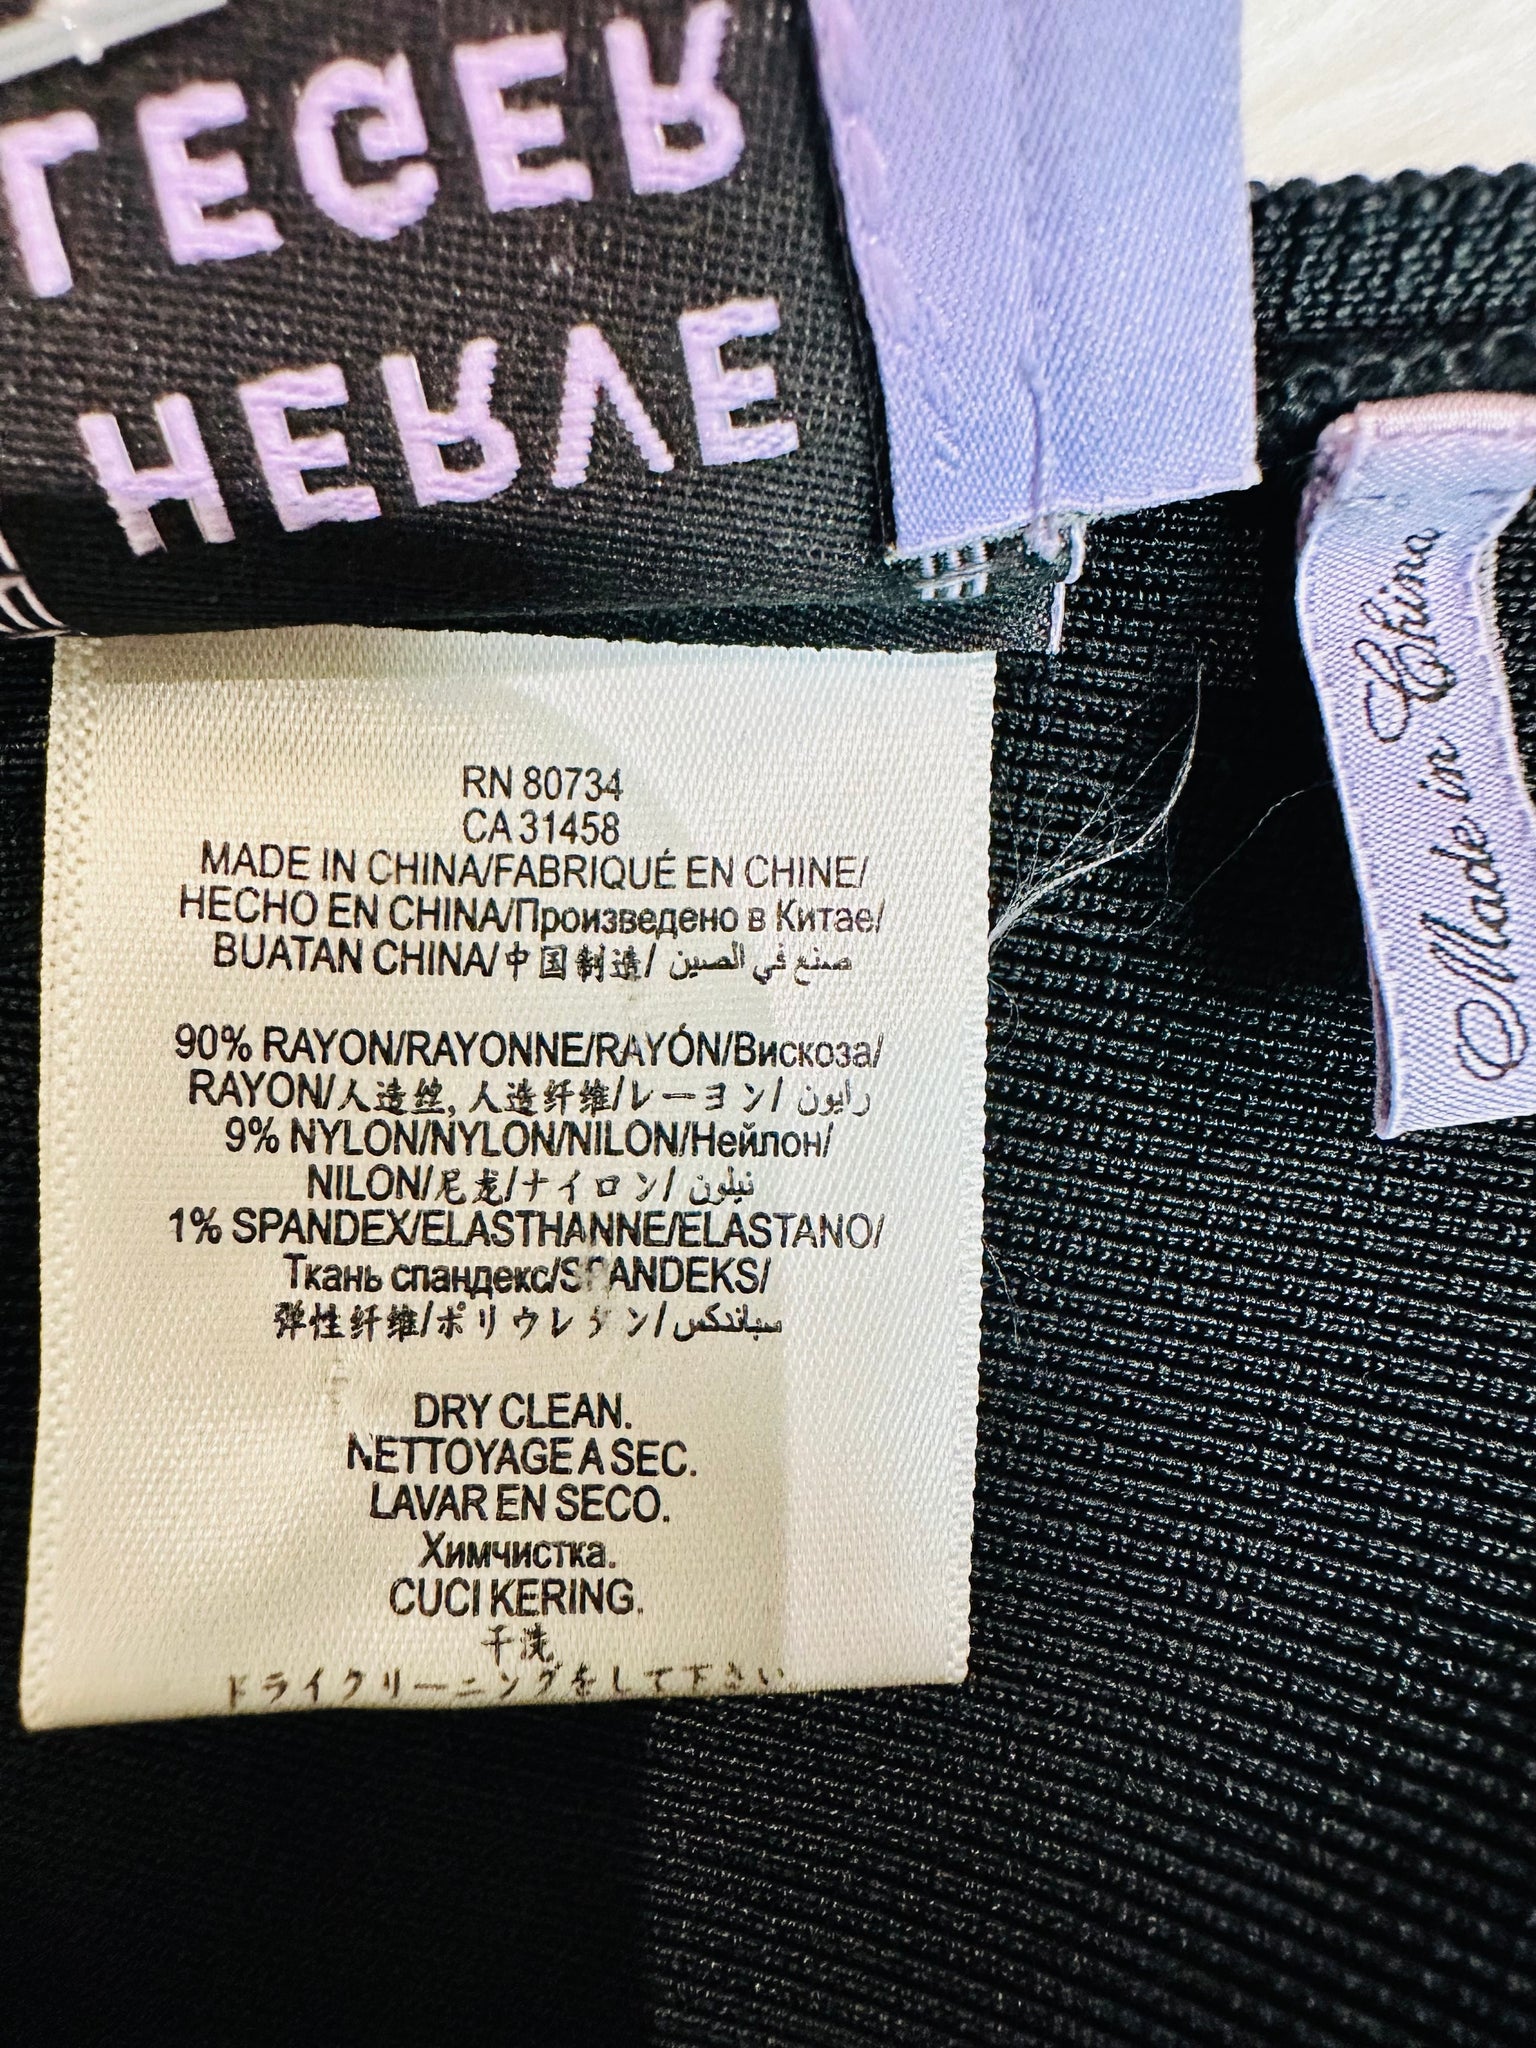 HERVE
LEGER
Made in China
RN 80734
CA 31458
MADE IN CHINA/FABRIQUÉ EN CHINE/
HECHO EN CHINA/Произведено в Китае/
BUATAN CHINA/中国制造/ صنع في الصين
90% RAYON/RAYONNE/RAYÓN/Вискоза/
RAYON/人造丝, 人造纤维/レーヨン/ رايون
9% NYLON/NYLON/NILON/Нейлон/
NILON/尼龙/ナイロン/ نيلون
1% SPANDEX/ELASTHANNE/ELASTANO/
Ткань спандекс/SPANDEKS/
弹性纤维/ポリウレタン/ سباندكس
DRY CLEAN.
NETTOYAGE A SEC.
LAVAR EN SECO.
Химчистка.
CUCI KERING.
干洗
ドライクリーニングをして下さい.